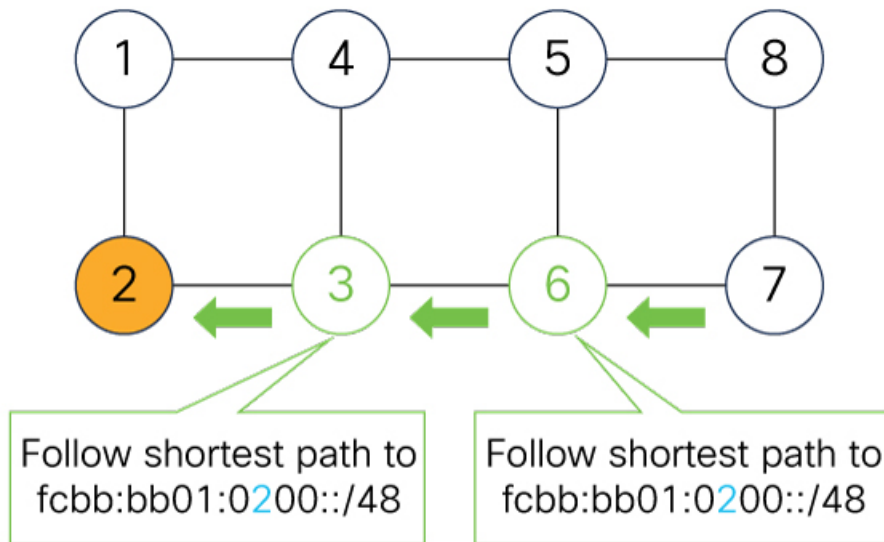 1 4 5 8
2 3 6 7
Follow shortest path to
fcbb:bb01:0200::/48
Follow shortest path to
fcbb:bb01:0200::/48